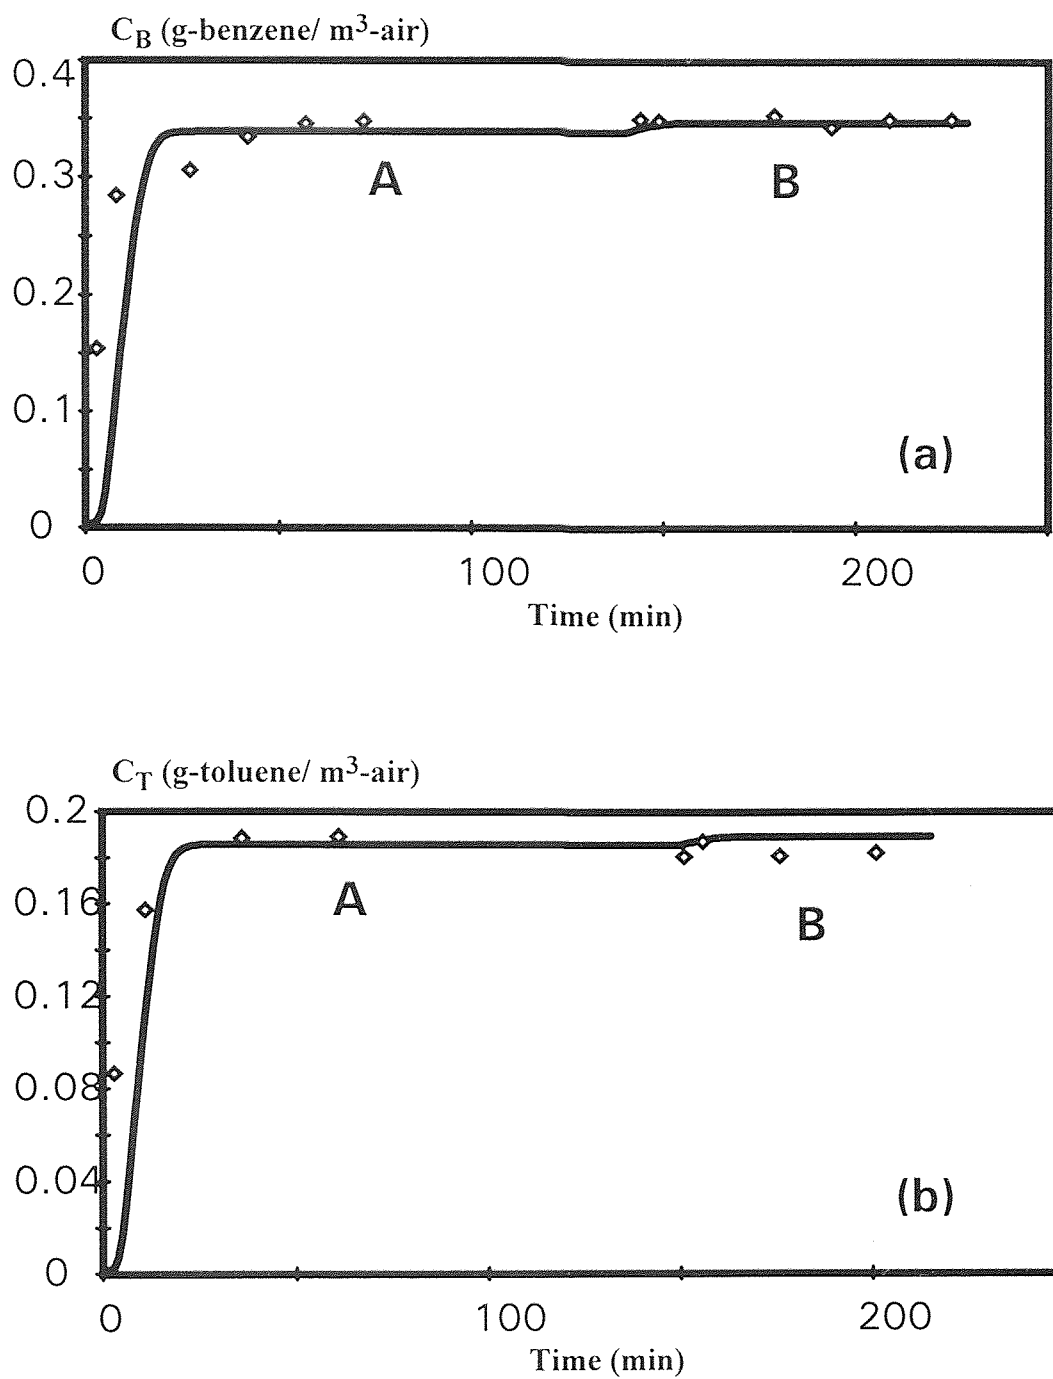 C_B (g-benzene/ m³-air)
0.4
0.3
A
B
0.2
0.1
(a)
0
0 100 200
Time (min)
C_T (g-toluene/ m³-air)
0.2
0.16
A
B
0.12
0.08
0.04
(b)
0
0 100 200
Time (min)